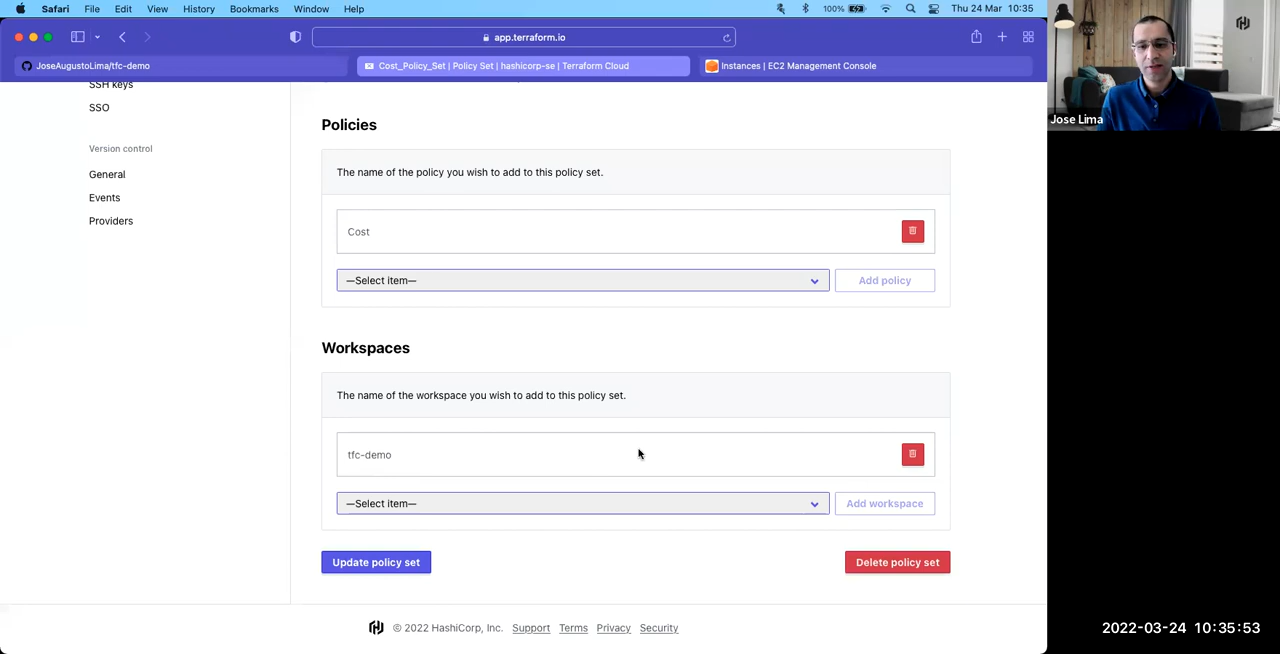 Safari File Edit View History Bookmarks Window Help 100% Thu 24 Mar 10:35
app.terraform.io
JoseAugustoLima/tfc-demo Cost_Policy_Set | Policy Set | hashicorp-se | Terraform Cloud Instances | EC2 Management Console
SSH keys
SSO
Version control
General
Events
Providers
Policies
The name of the policy you wish to add to this policy set.
Cost
—Select item— Add policy
Workspaces
The name of the workspace you wish to add to this policy set.
tfc-demo
—Select item— Add workspace
Update policy set Delete policy set
© 2022 HashiCorp, Inc. Support Terms Privacy Security
Jose Lima
2022-03-24 10:35:53